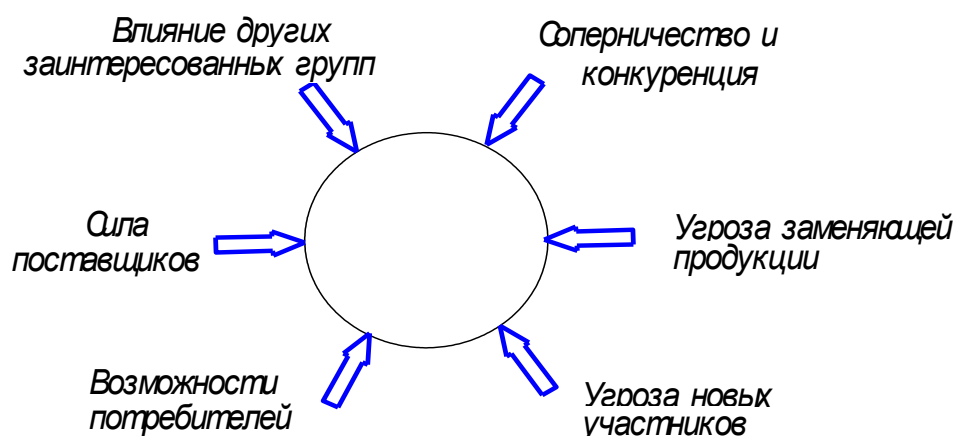 Влияние других
заинтересованных групп
Соперничество и
конкуренция
Сила
поставщиков
Угроза заменяющей
продукции
Возможности
потребителей
Угроза новых
участников